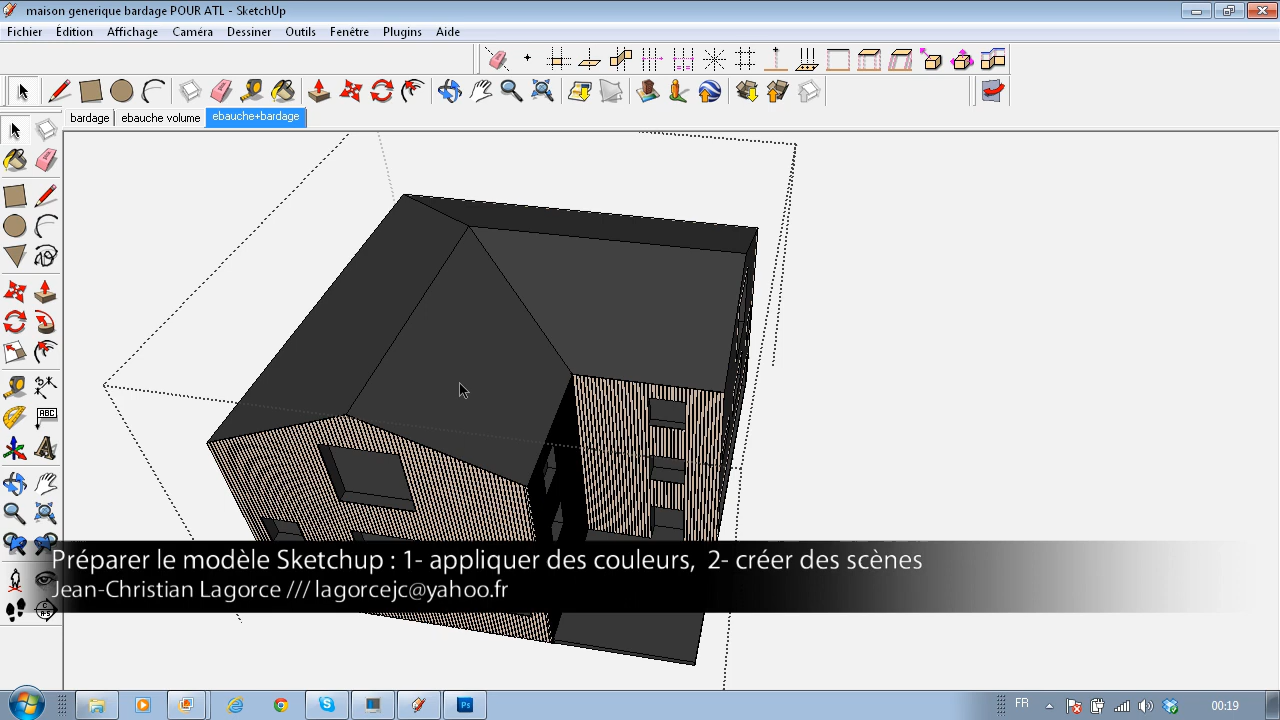 maison generique bardage POUR ATL - SketchUp
Fichier Édition Affichage Caméra Dessiner Outils Fenêtre Plugins Aide
bardage ebauche volume ebauche+bardage
ABC
Préparer le modèle Sketchup : 1- appliquer des couleurs, 2- créer des scènes
Jean-Christian Lagorce /// lagorcejc@yahoo.fr
Ps FR 00:19